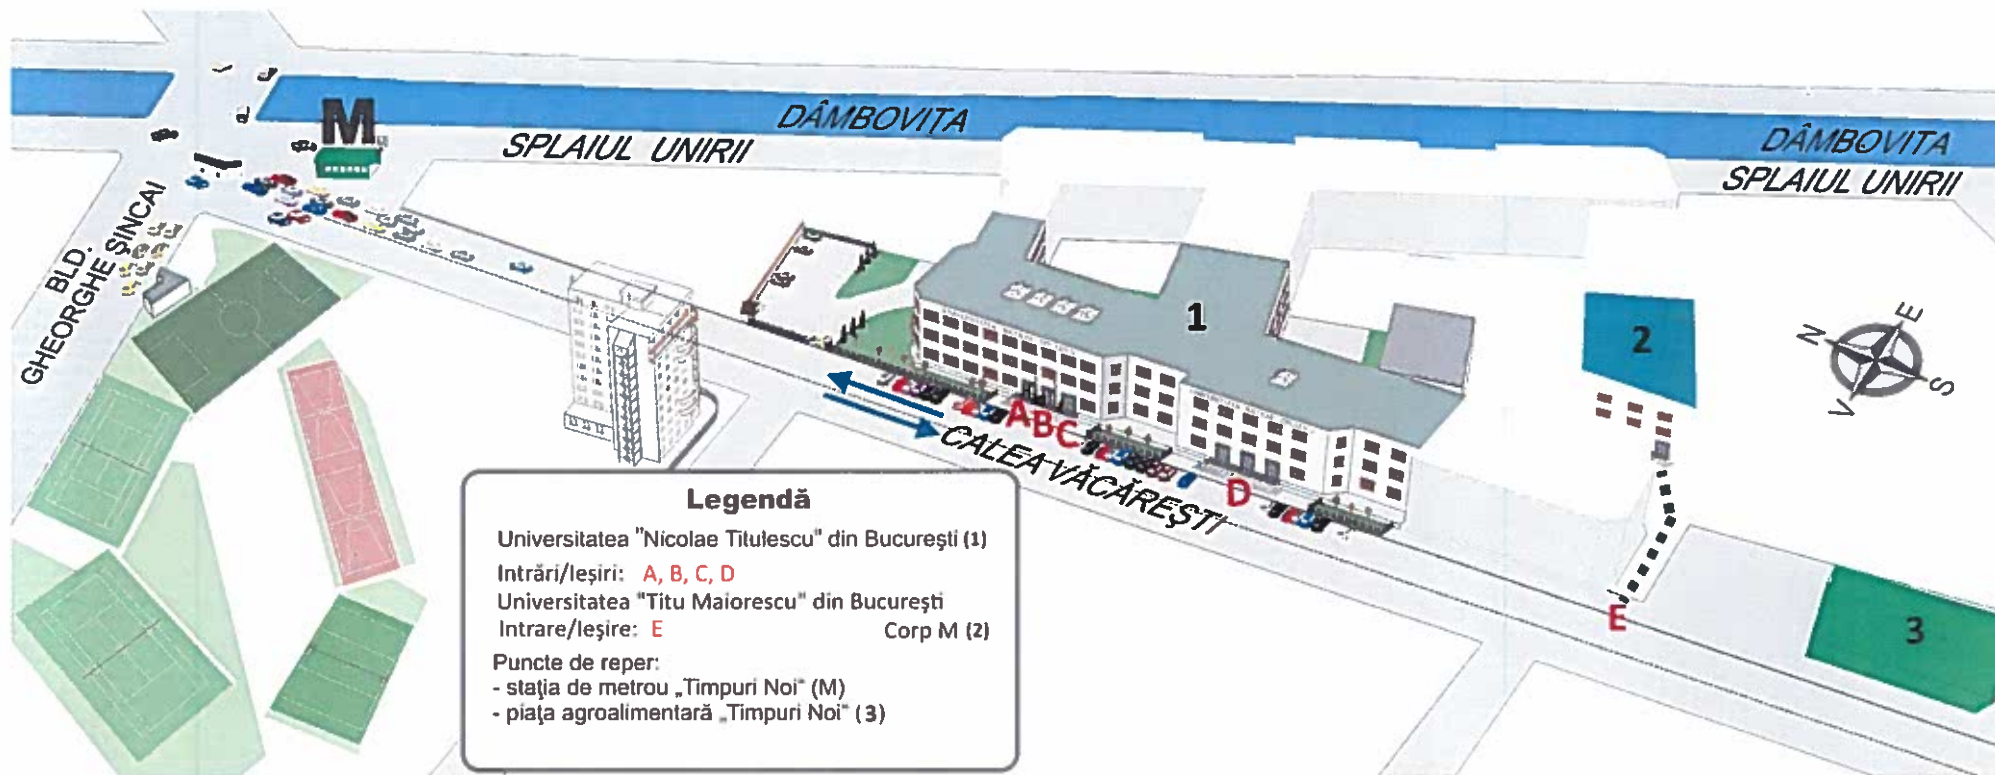 M
DÂMBOVIȚA
SPLAIUL UNIRII
DÂMBOVITA
SPLAIUL UNIRII
BLD.
GHEORGHE ȘINCAI
1
2
N
E
S
V
A B C
D
CALEA VĂCĂREȘTI
E
3
Legendă
Universitatea "Nicolae Titulescu" din București (1)
Intrări/Ieșiri: A, B, C, D
Universitatea "Titu Maiorescu" din București
Intrare/Ieșire: E Corp M (2)
Puncte de reper:
- stația de metrou „Timpuri Noi" (M)
- piața agroalimentară „Timpuri Noi" (3)